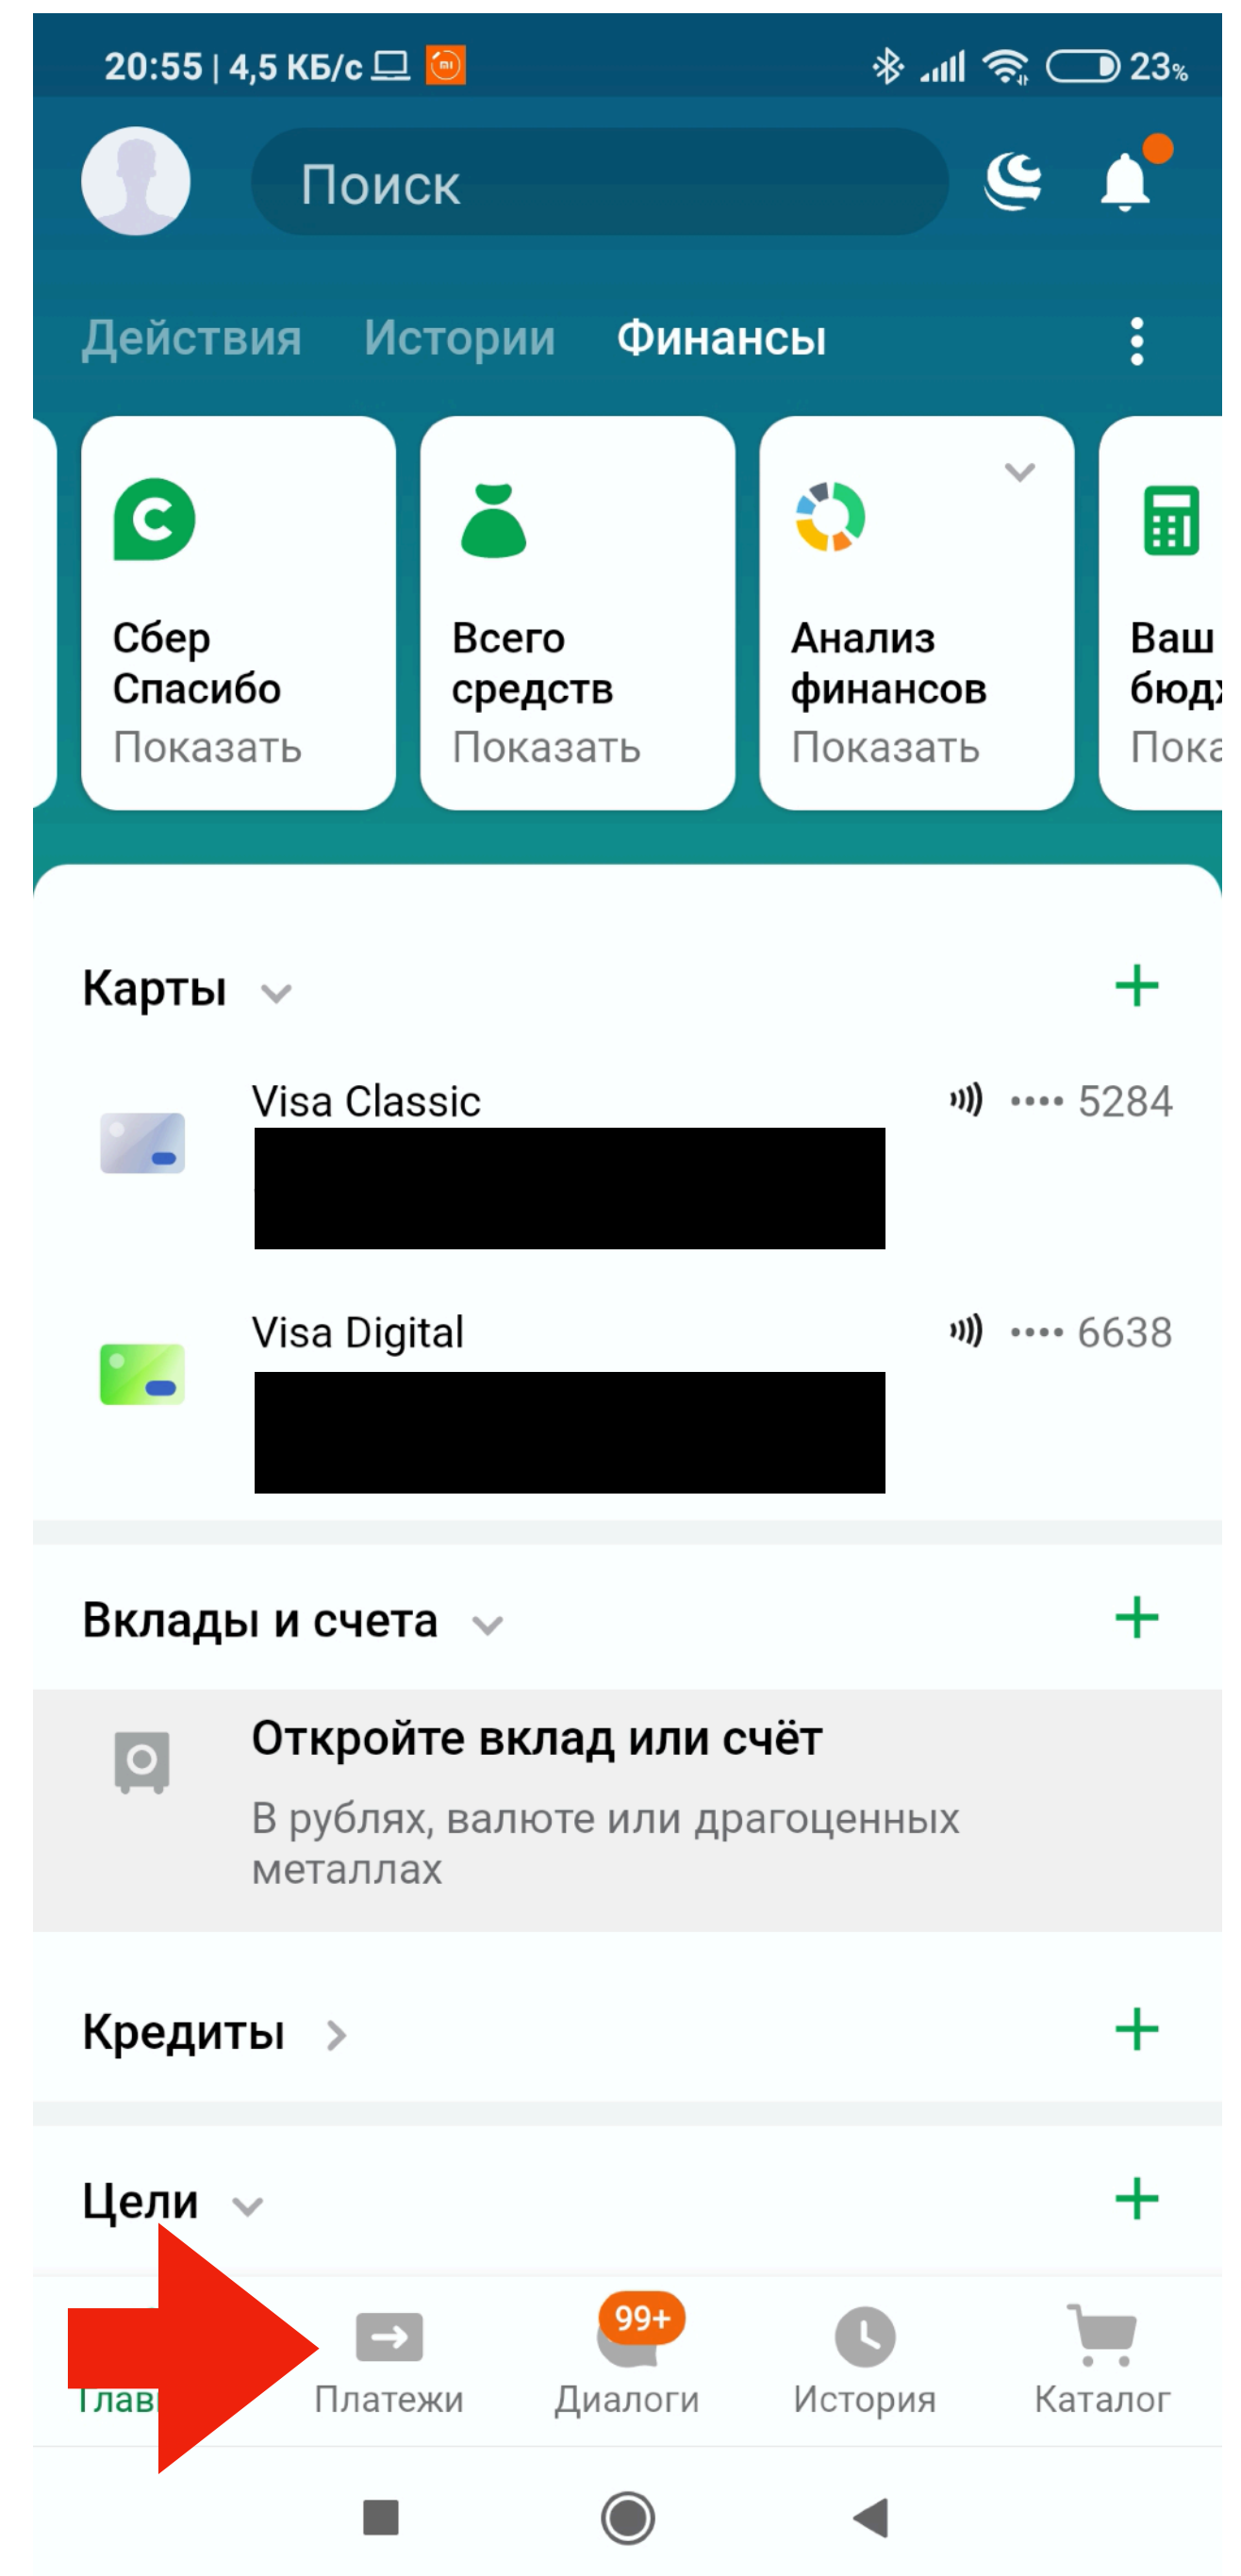 20:55 | 4,5 КБ/с
23%
Поиск
Действия Истории Финансы
Сбер
Спасибо
Показать
Всего
средств
Показать
Анализ
финансов
Показать
Ваш
Visa Classic •••• 5284
Visa Digital •••• 6638
Карты
Вклады и счета
Откройте вклад или счёт
В рублях, валюте или драгоценных
металлах
Кредиты
Цели
99+
Платежи Диалоги История Каталог